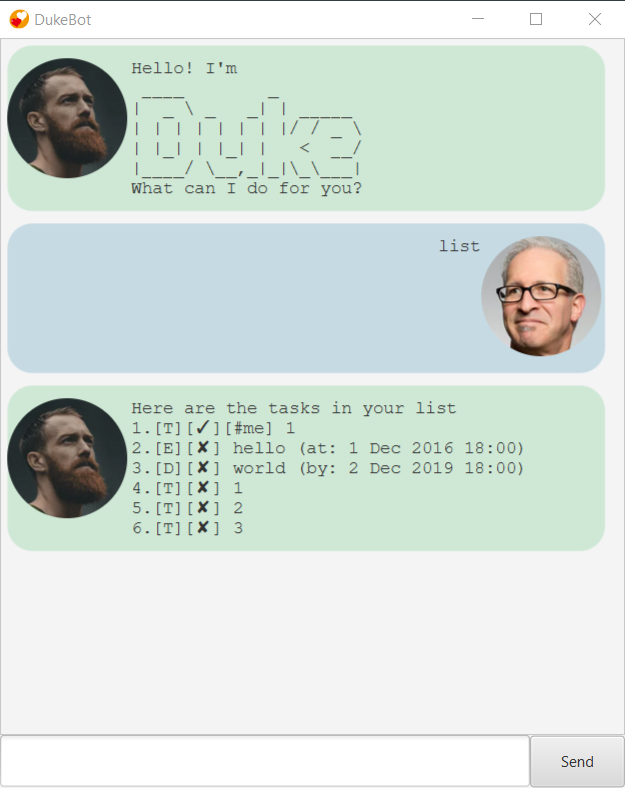 DukeBot
Hello! I'm
 ____        _
|  _ \ _   _| | _____
| | | | | | | |/ / _ \
| |_| | |_| |   <  __/
|____/ \__,_|_|\_\___|
What can I do for you?
list
Here are the tasks in your list
1.[T][✓][#me] 1
2.[E][✘] hello (at: 1 Dec 2016 18:00)
3.[D][✘] world (by: 2 Dec 2019 18:00)
4.[T][✘] 1
5.[T][✘] 2
6.[T][✘] 3
Send